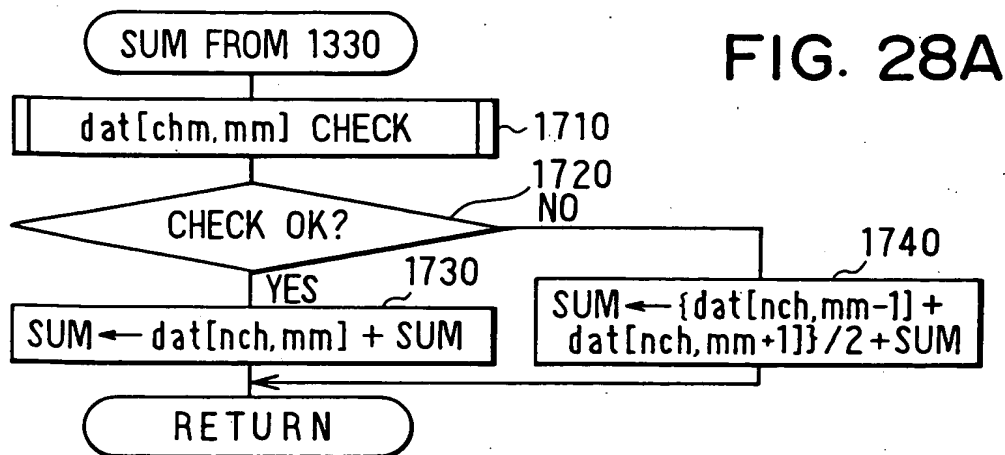 SUM FROM 1330
FIG. 28A
dat[chm,mm] CHECK
1710
1720
CHECK OK?
NO
YES
1730
1740
SUM ← dat[nch,mm] + SUM
SUM ← {dat[nch,mm-1] +
dat[nch,mm+1]}/2+SUM
RETURN